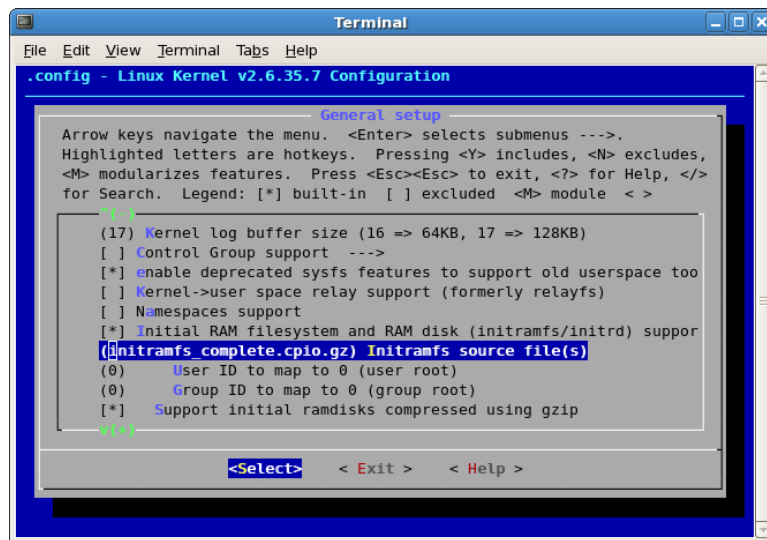 Terminal
File Edit View Terminal Tabs Help
.config - Linux Kernel v2.6.35.7 Configuration
General setup
Arrow keys navigate the menu. <Enter> selects submenus --->.
Highlighted letters are hotkeys. Pressing <Y> includes, <N> excludes,
<M> modularizes features. Press <Esc><Esc> to exit, <?> for Help, </>
for Search. Legend: [*] built-in [ ] excluded <M> module < >
^(-)
(17) Kernel log buffer size (16 => 64KB, 17 => 128KB)
[ ] Control Group support --->
[*] enable deprecated sysfs features to support old userspace too
[ ] Kernel->user space relay support (formerly relayfs)
[ ] Namespaces support
[*] Initial RAM filesystem and RAM disk (initramfs/initrd) suppor
(initramfs_complete.cpio.gz) Initramfs source file(s)
(0) User ID to map to 0 (user root)
(0) Group ID to map to 0 (group root)
[*] Support initial ramdisks compressed using gzip
v(+)
<Select> < Exit > < Help >